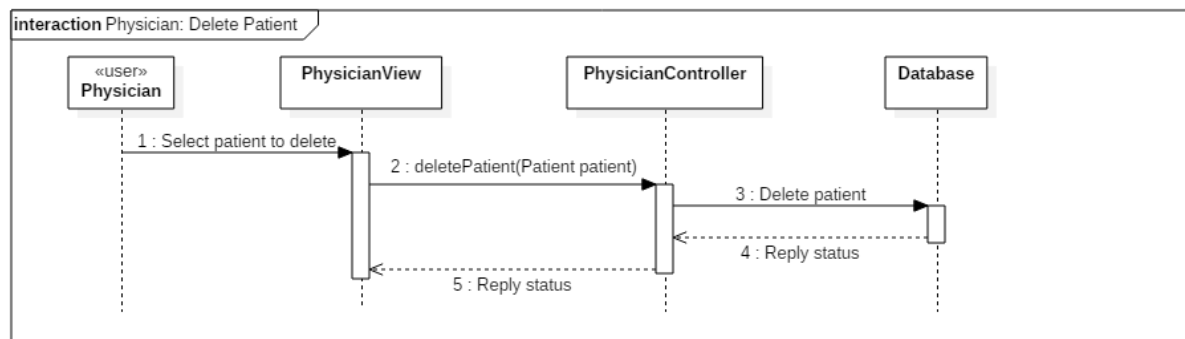 interaction Physician: Delete Patient
«user»
Physician
PhysicianView
PhysicianController
Database
1 : Select patient to delete
2 : deletePatient(Patient patient)
3 : Delete patient
4 : Reply status
5 : Reply status